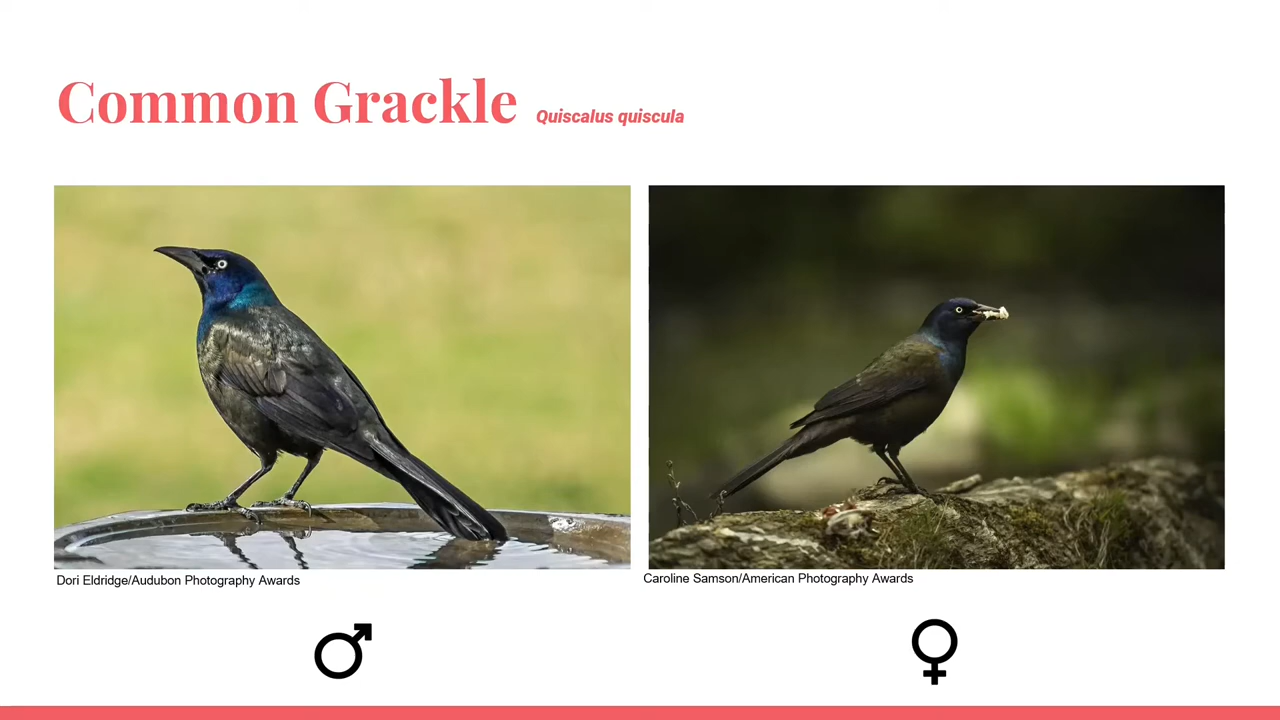 Common Grackle Quiscalus quiscula
Dori Eldridge/Audubon Photography Awards
Caroline Samson/American Photography Awards